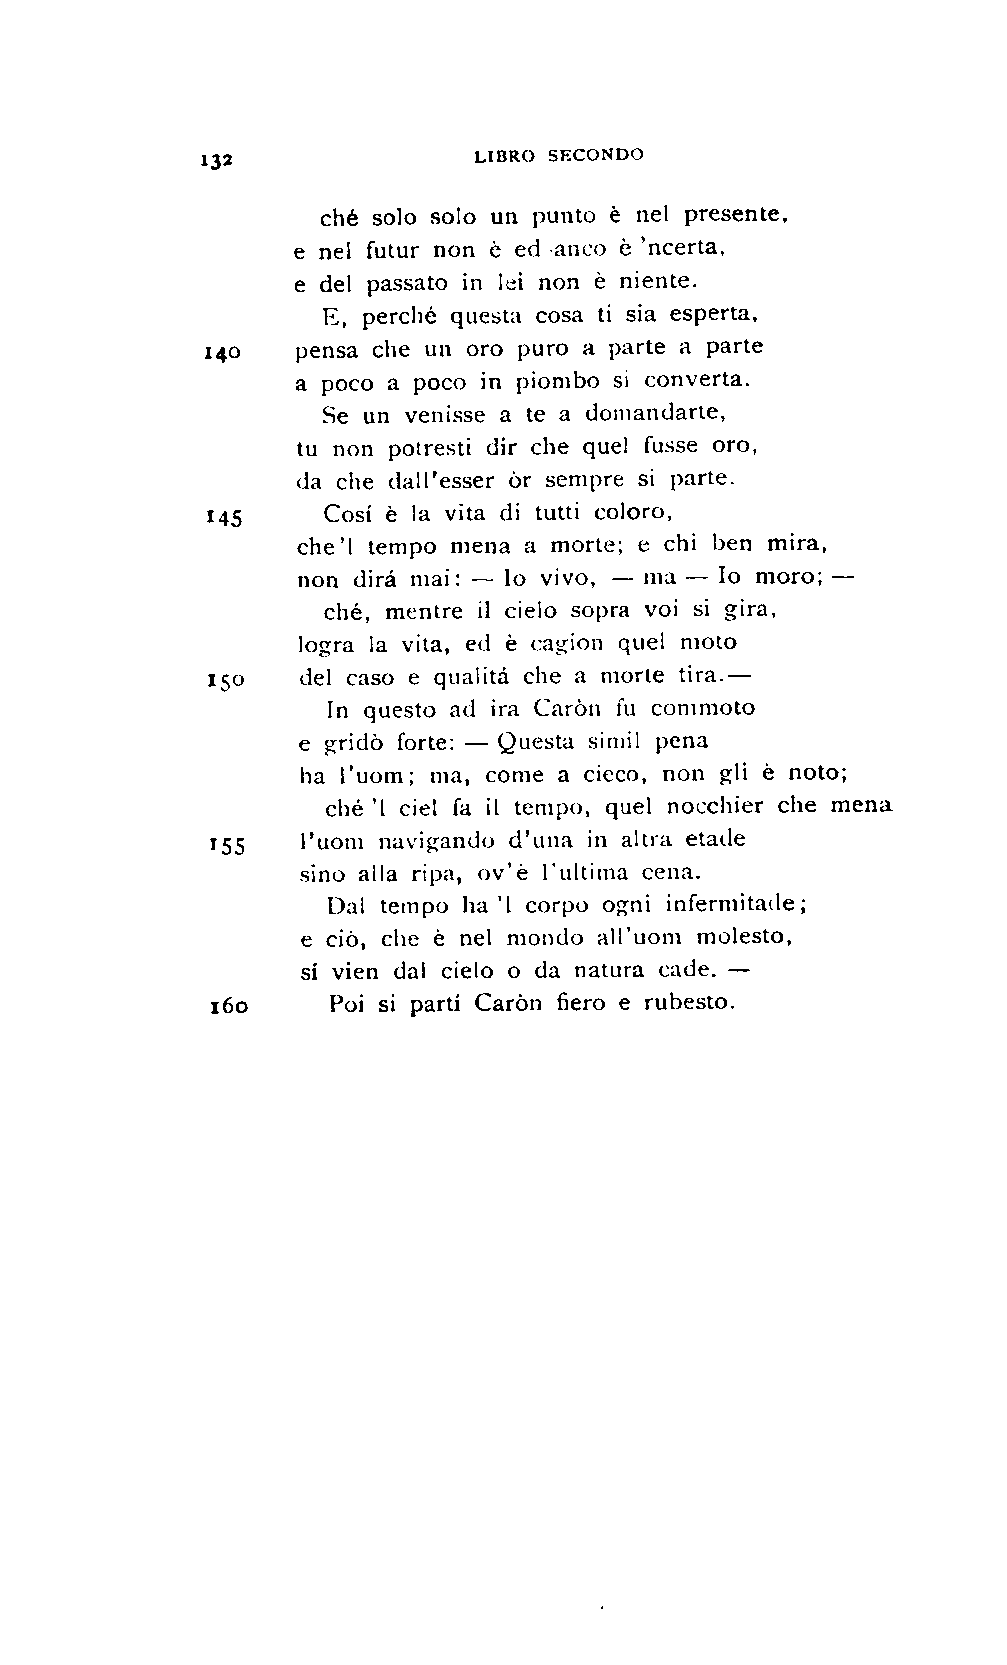 132 LIBRO SECONDO
ché solo solo un punto è nel presente,
e nel futur non è ed anco è 'ncerta,
e del passato in lei non è niente.
E, perché questa cosa ti sia esperta,
140 pensa che un oro puro a parte a parte
a poco a poco in piombo si converta.
Se un venisse a te a domandarte,
tu non potresti dir che quel fusse oro,
da che dall'esser òr sempre si parte.
145 Cosí è la vita di tutti coloro,
che 'l tempo mena a morte; e chi ben mira,
non dirá mai: — Io vivo, — ma — Io moro; —
ché, mentre il cielo sopra voi si gira,
logra la vita, ed è cagion quel moto
150 del caso e qualitá che a morte tira.—
In questo ad ira Caròn fu commoto
e gridò forte: — Questa simil pena
ha l'uom; ma, come a cieco, non gli è noto;
ché 'l ciel fa il tempo, quel nocchier che mena
155 l'uom navigando d'una in altra etade
sino alla ripa, ov'è l'ultima cena.
Dal tempo ha 'l corpo ogni infermitade;
e ciò, che è nel mondo all'uom molesto,
sí vien dal cielo o da natura cade. —
160 Poi si partí Caròn fiero e rubesto.